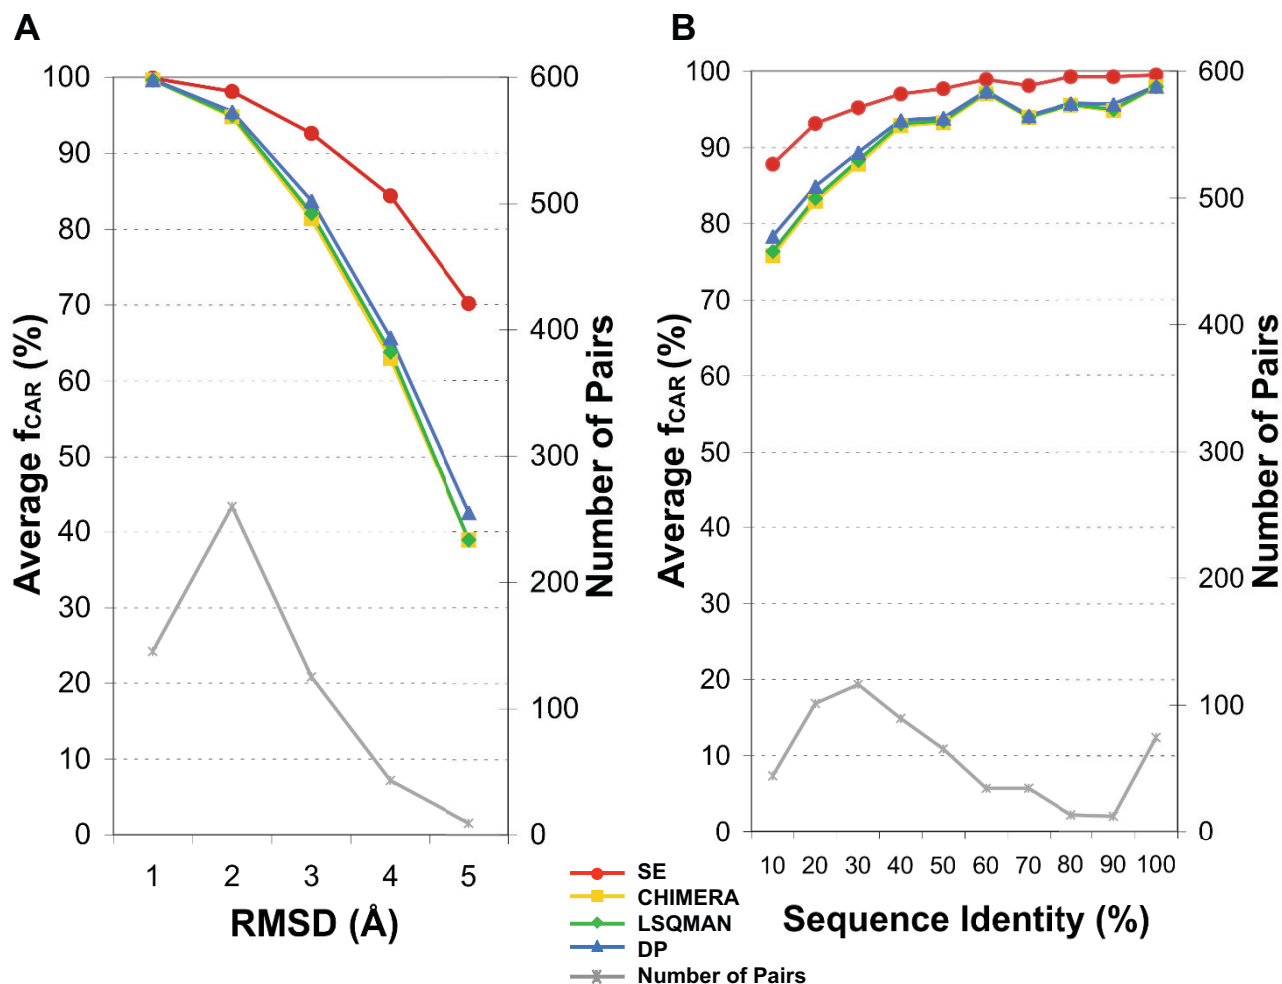 A
100
90
80
70
60
50
40
30
20
10
0
Average fCAR (%)
600
500
400
300
200
100
0
Number of Pairs
1 2 3 4 5
RMSD (Å)
B
100
90
80
70
60
50
40
30
20
10
0
Average fCAR (%)
600
500
400
300
200
100
0
Number of Pairs
10 20 30 40 50 60 70 80 90 100
Sequence Identity (%)
SE
CHIMERA
LSQMAN
DP
Number of Pairs